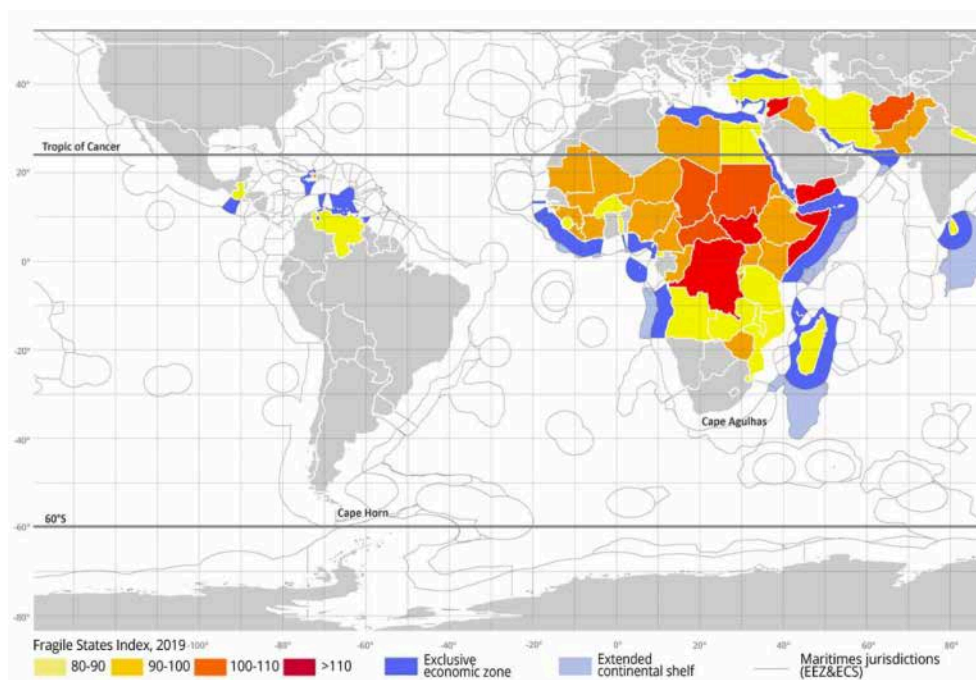 40°
Tropic of Cancer
20°
0°
-20°
Cape Agulhas
-40°
Cape Horn
60°S
-60°
-80°
Fragile States Index, 2019
-100° -80° -60° -40° -20° 0° 20° 40° 60° 80°
80-90 90-100 100-110 >110
Exclusive
economic zone
Extended
continental shelf
Maritimes jurisdictions
(EEZ&ECS)